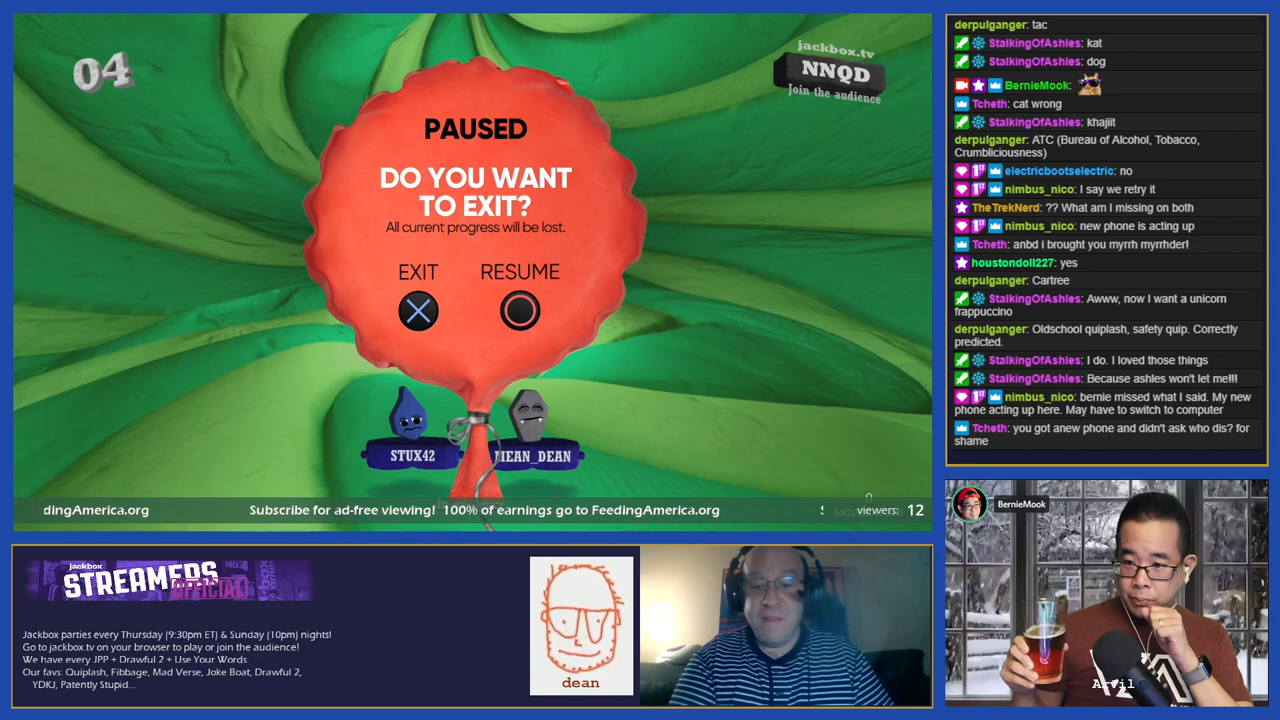 04
jackbox.tv
NNQD
Join the audience
PAUSED
DO YOU WANT
TO EXIT?
All current progress will be lost.
EXIT
RESUME
STUX42
MEAN_DEAN
dingAmerica.org
Subscribe for ad-free viewing! 100% of earnings go to FeedingAmerica.org
0
viewers: 12
derpulganger: tac
StalkingOfAshles: kat
StalkingOfAshles: dog
BernieMook:
Tcheth: cat wrong
StalkingOfAshles: khajiit
derpulganger: ATC (Bureau of Alcohol, Tobacco,
Crumbliciousness)
electricbootselectric: no
nimbus_nico: I say we retry it
TheTrekNerd: ?? What am I missing on both
nimbus_nico: new phone is acting up
Tcheth: anbd i brought you myrrh myrrhder!
houstondoll227: yes
derpulganger: Cartree
StalkingOfAshles: Awww, now I want a unicorn
frappuccino
derpulganger: Oldschool quiplash, safety quip. Correctly
predicted.
StalkingOfAshles: I do. I loved those things
StalkingOfAshles: Because ashles won't let me!!!
nimbus_nico: bernie missed what I said. My new
phone acting up here. May have to switch to computer
Tcheth: you got anew phone and didn't ask who dis? for
shame
jackbox
STREAMERS
OFFICIAL
Jackbox parties every Thursday (9:30pm ET) & Sunday (10pm) nights!
Go to jackbox.tv on your browser to play or join the audience!
We have every JPP + Drawful 2 + Use Your Words
Our favs: Quiplash, Fibbage, Mad Verse, Joke Boat, Drawful 2,
YDKJ, Patently Stupid...
dean
BernieMook